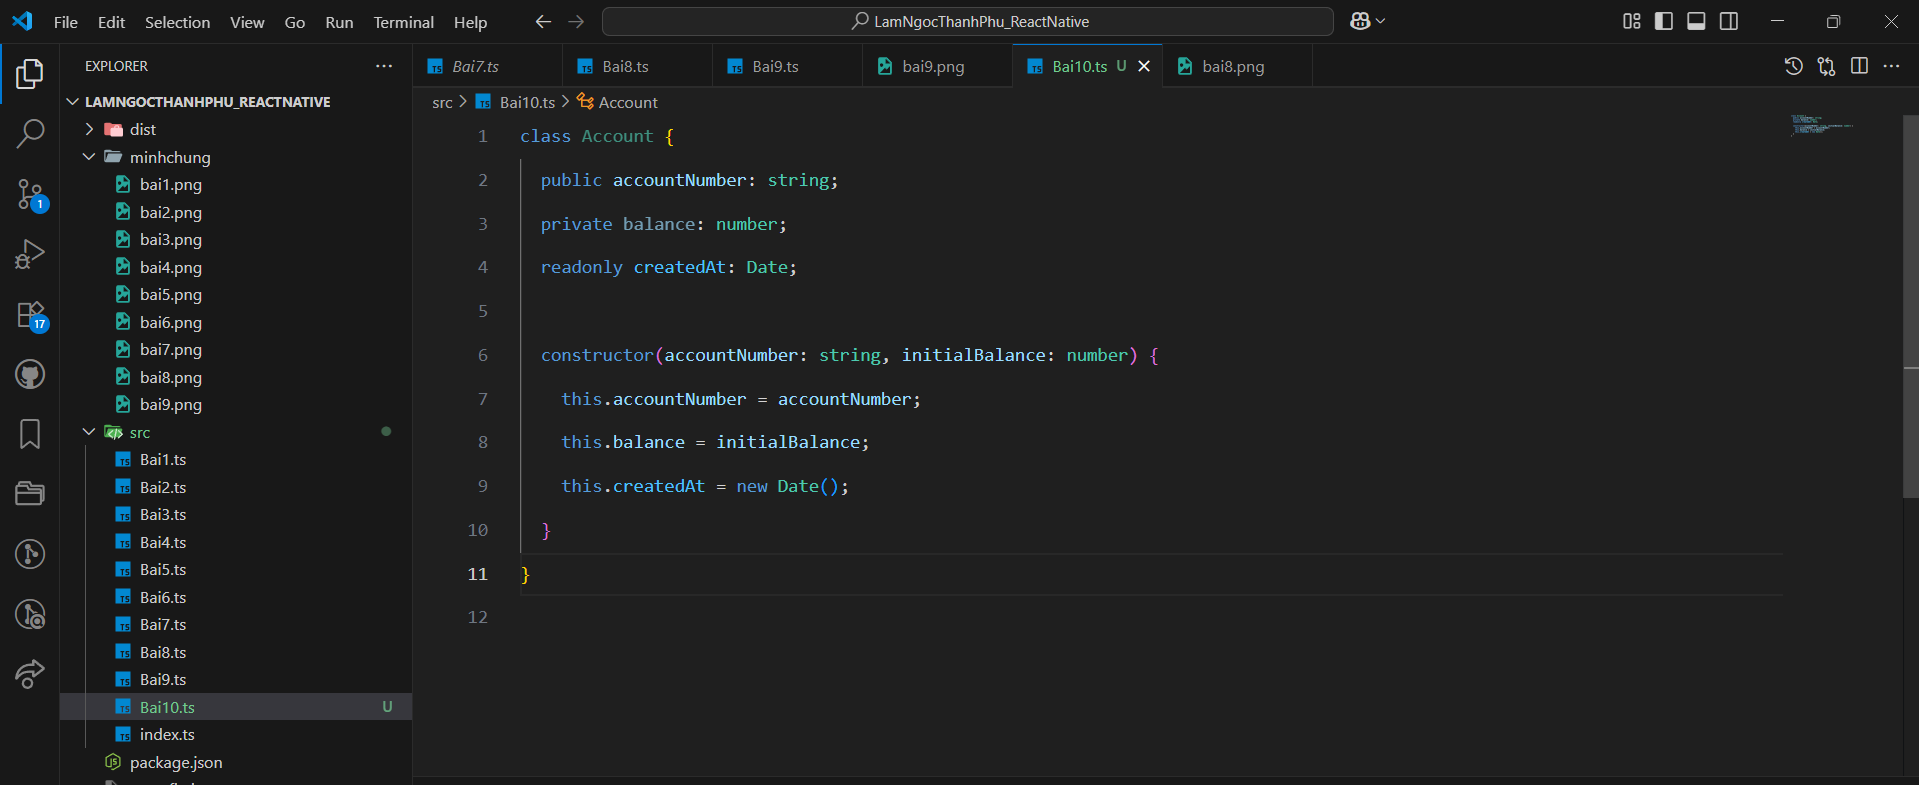 File Edit Selection View Go Run Terminal Help
LamNgocThanhPhu_ReactNative
EXPLORER
LAMNGOCTHANHPHU_REACTNATIVE
dist
minhchung
bai1.png
bai2.png
bai3.png
bai4.png
bai5.png
bai6.png
bai7.png
bai8.png
bai9.png
src
Bai1.ts
Bai2.ts
Bai3.ts
Bai4.ts
Bai5.ts
Bai6.ts
Bai7.ts
Bai8.ts
Bai9.ts
Bai10.ts U
index.ts
package.json
1
17
Bai7.ts Bai8.ts Bai9.ts bai9.png Bai10.ts U bai8.png
src > Bai10.ts > Account
1 class Account {
2 public accountNumber: string;
3 private balance: number;
4 readonly createdAt: Date;
5
6 constructor(accountNumber: string, initialBalance: number) {
7 this.accountNumber = accountNumber;
8 this.balance = initialBalance;
9 this.createdAt = new Date();
10 }
11 }
12